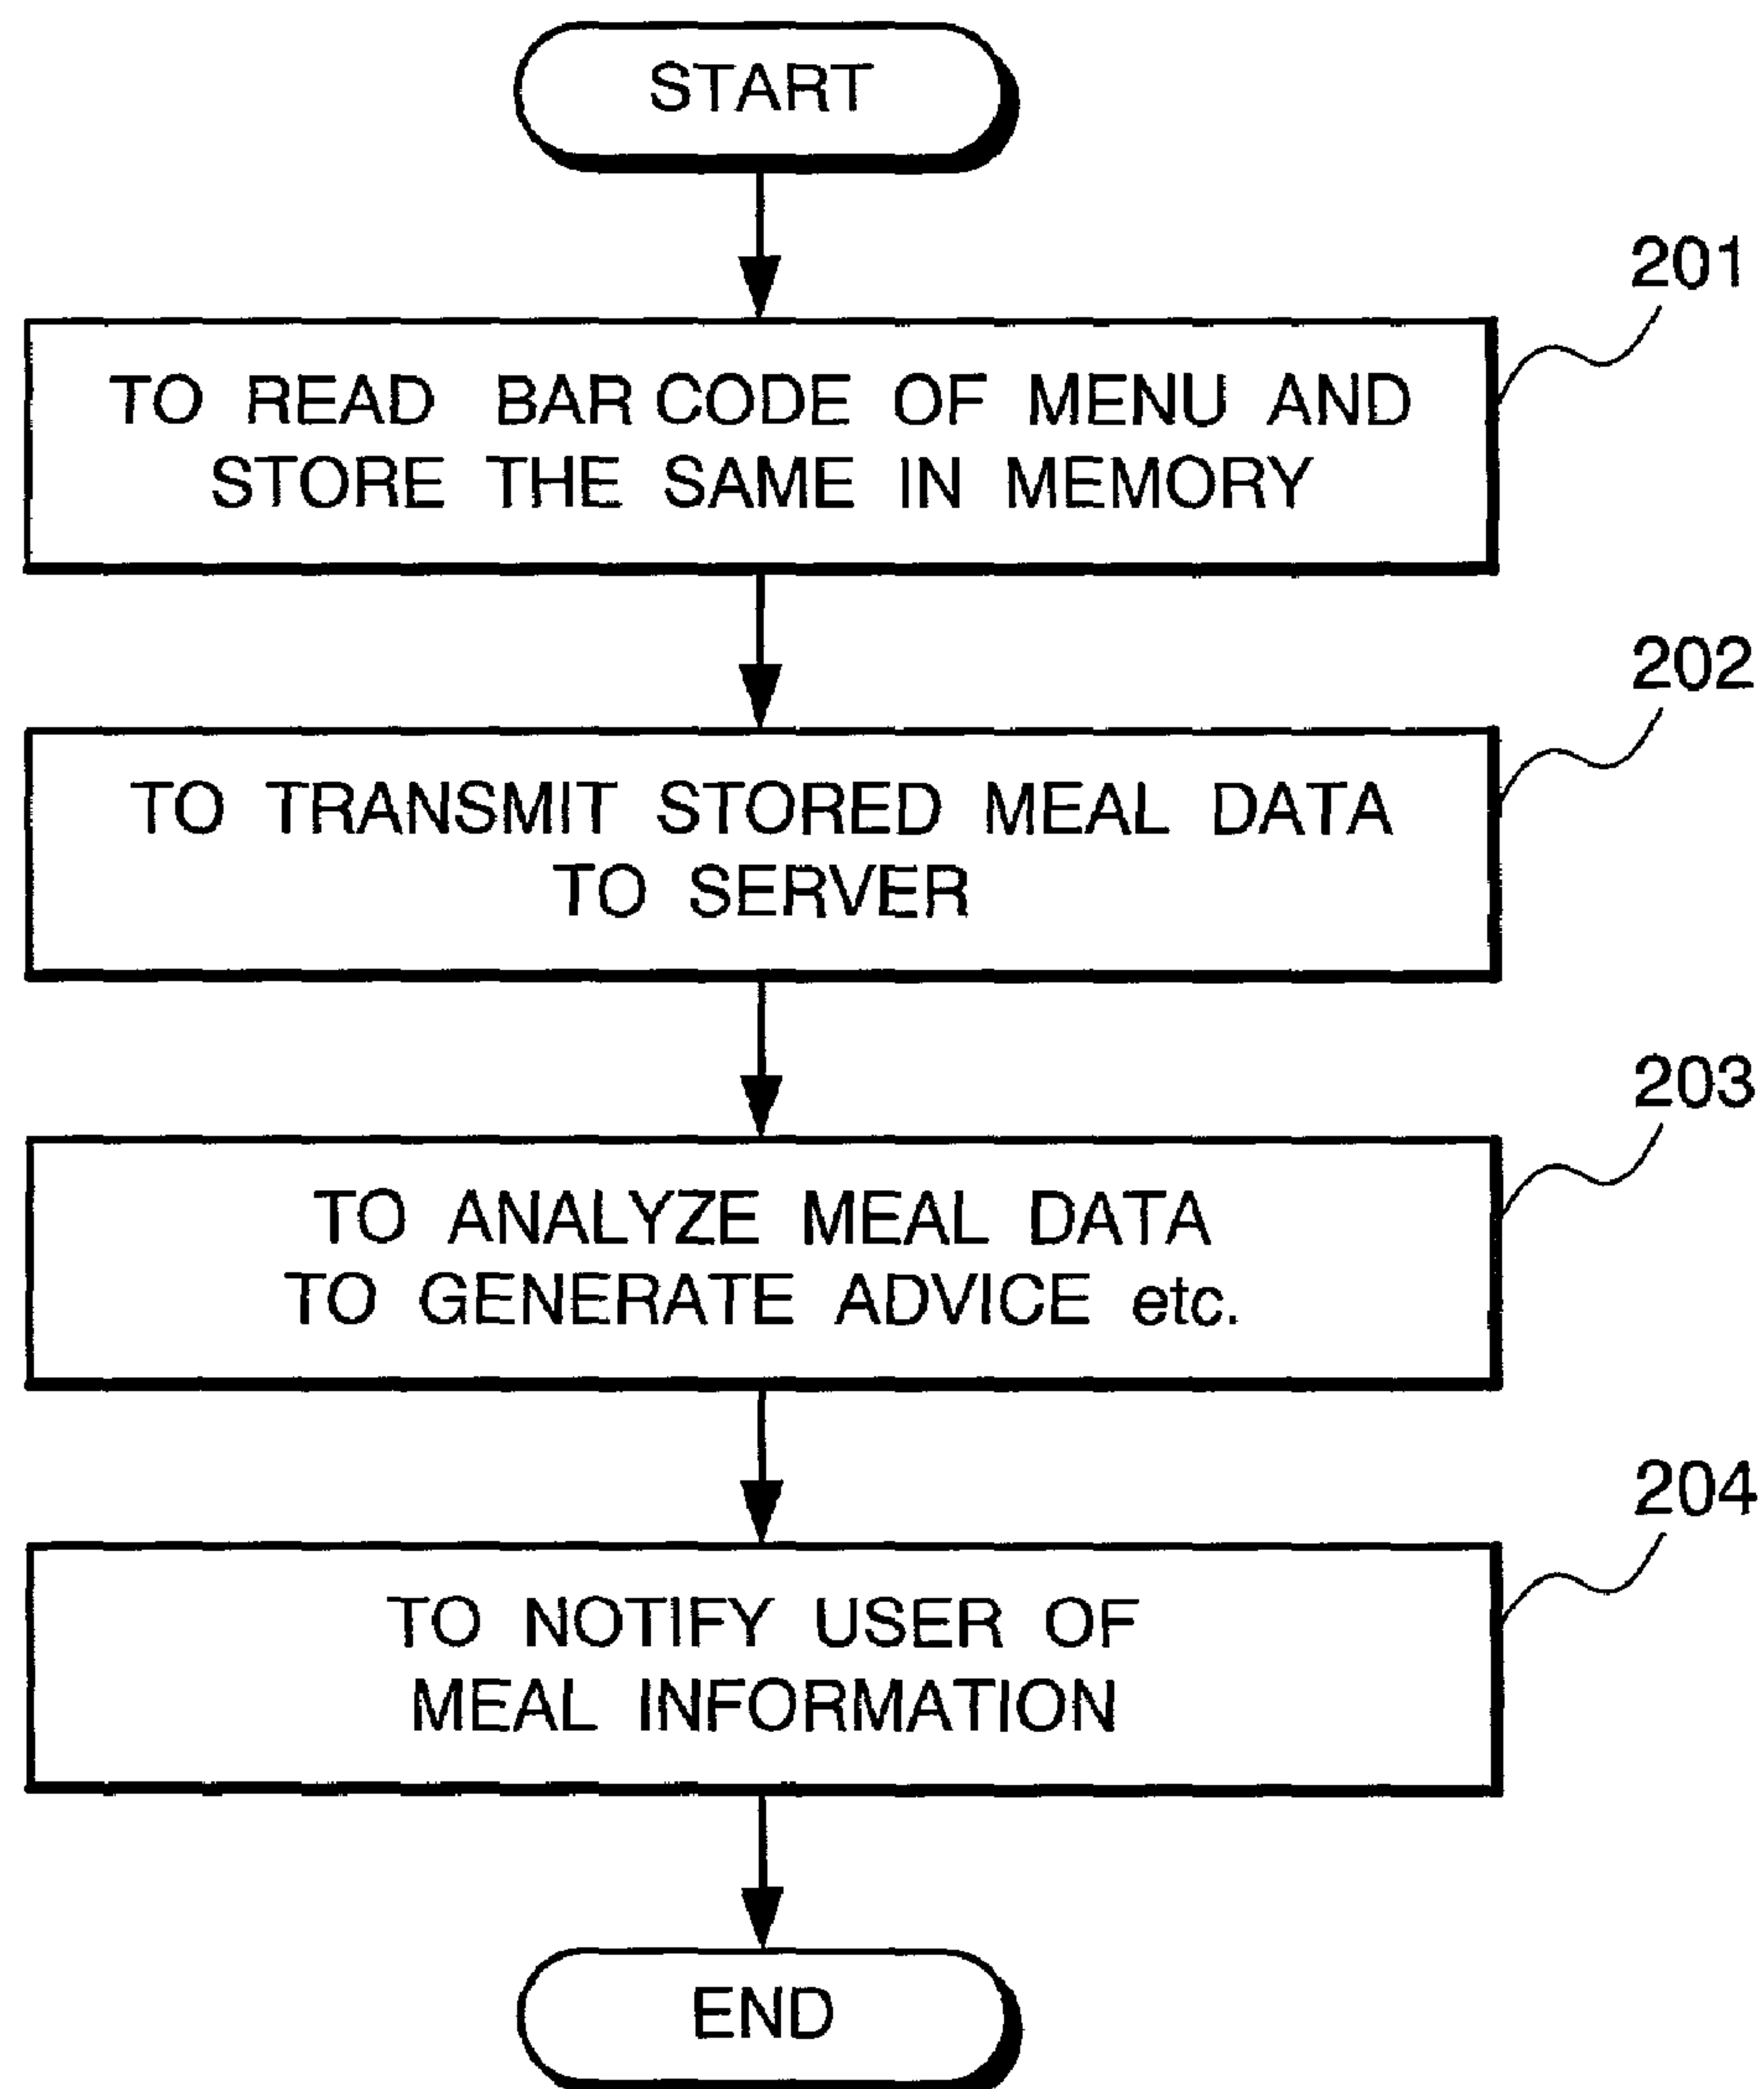 START
201
TO READ BAR CODE OF MENU AND
STORE THE SAME IN MEMORY
202
TO TRANSMIT STORED MEAL DATA
TO SERVER
203
TO ANALYZE MEAL DATA
TO GENERATE ADVICE etc.
204
TO NOTIFY USER OF
MEAL INFORMATION
END